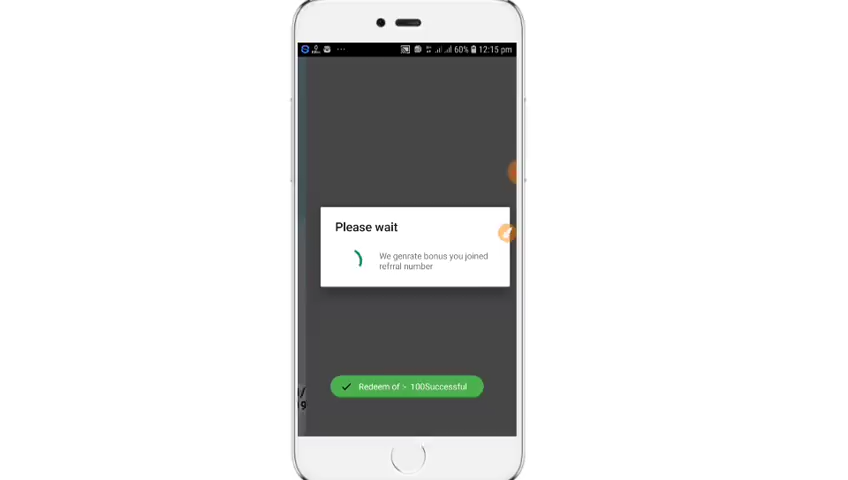 60% 12:15 pm
Please wait
We genrate bonus you joined
refrral number
Redeem of :- 100Successful